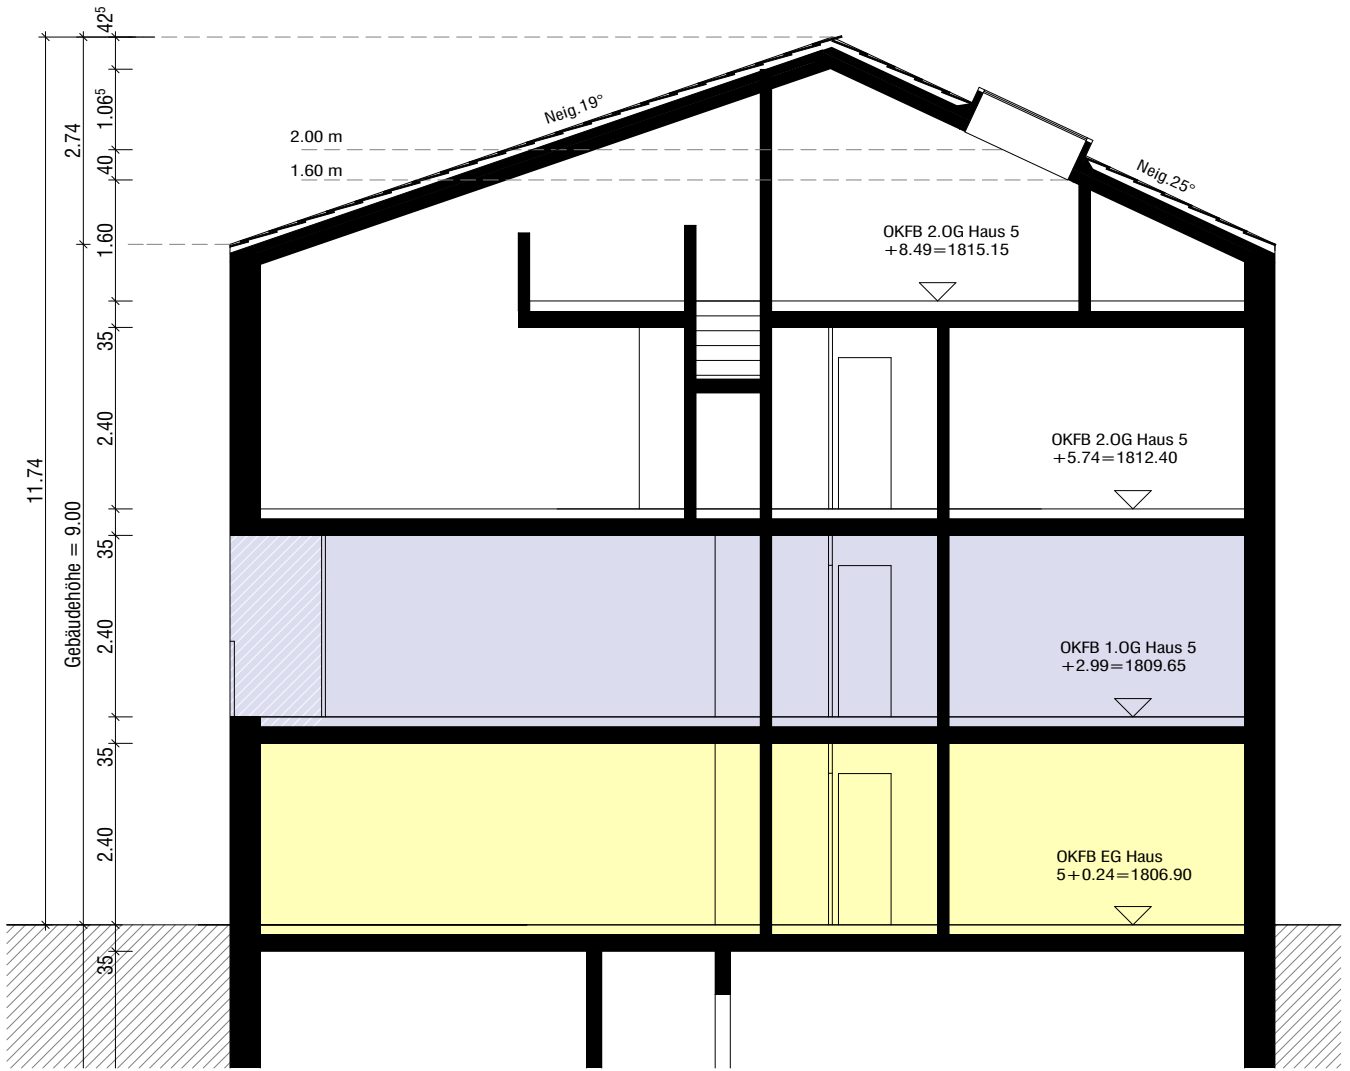 42⁵
1.06⁵
2.74
40
1.60
35
2.40
11.74
Gebäudehöhe = 9.00
35
2.40
35
2.40
35
Neig.19°
2.00 m
1.60 m
Neig.25°
OKFB 2.OG Haus 5
+8.49=1815.15
OKFB 2.OG Haus 5
+5.74=1812.40
OKFB 1.OG Haus 5
+2.99=1809.65
OKFB EG Haus
5+0.24=1806.90